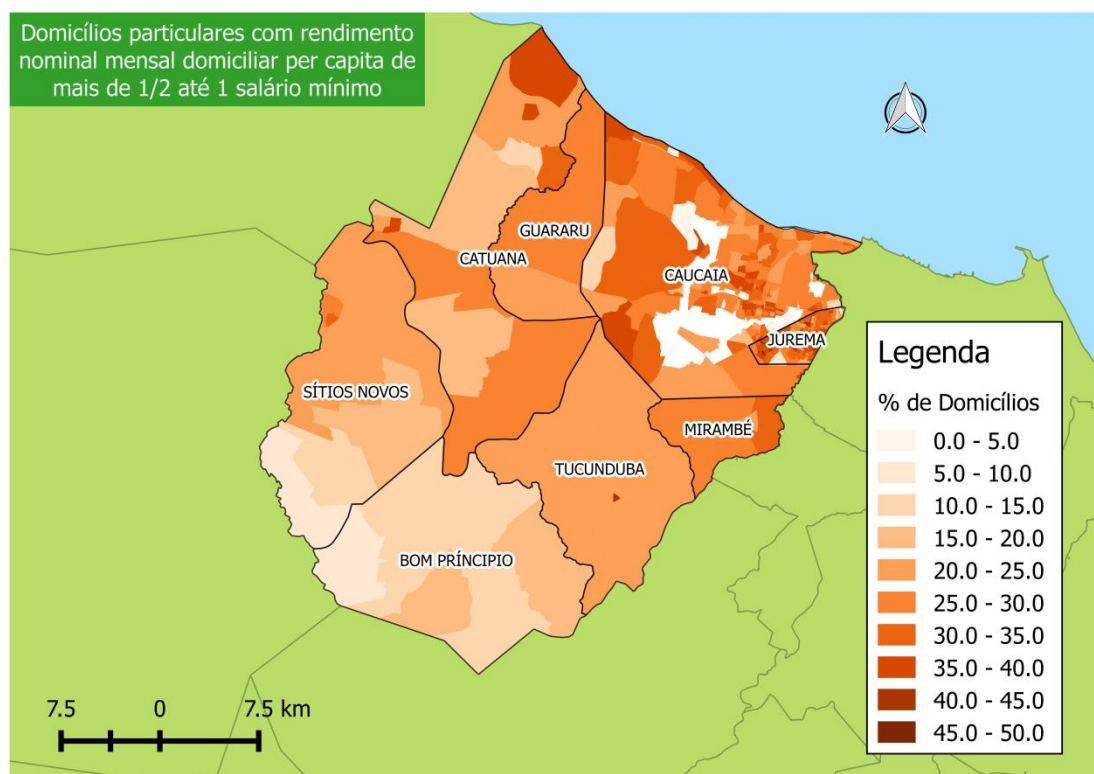 Domicílios particulares com rendimento
nominal mensal domiciliar per capita de
mais de 1/2 até 1 salário mínimo
GUARARU
CATUANA
CAUCAIA
JUREMA
SÍTIOS NOVOS
MIRAMBÉ
TUCUNDUBA
BOM PRÍNCIPIO
Legenda
% de Domicílios
0.0 - 5.0
5.0 - 10.0
10.0 - 15.0
15.0 - 20.0
20.0 - 25.0
25.0 - 30.0
30.0 - 35.0
35.0 - 40.0
40.0 - 45.0
45.0 - 50.0
7.5 0 7.5 km